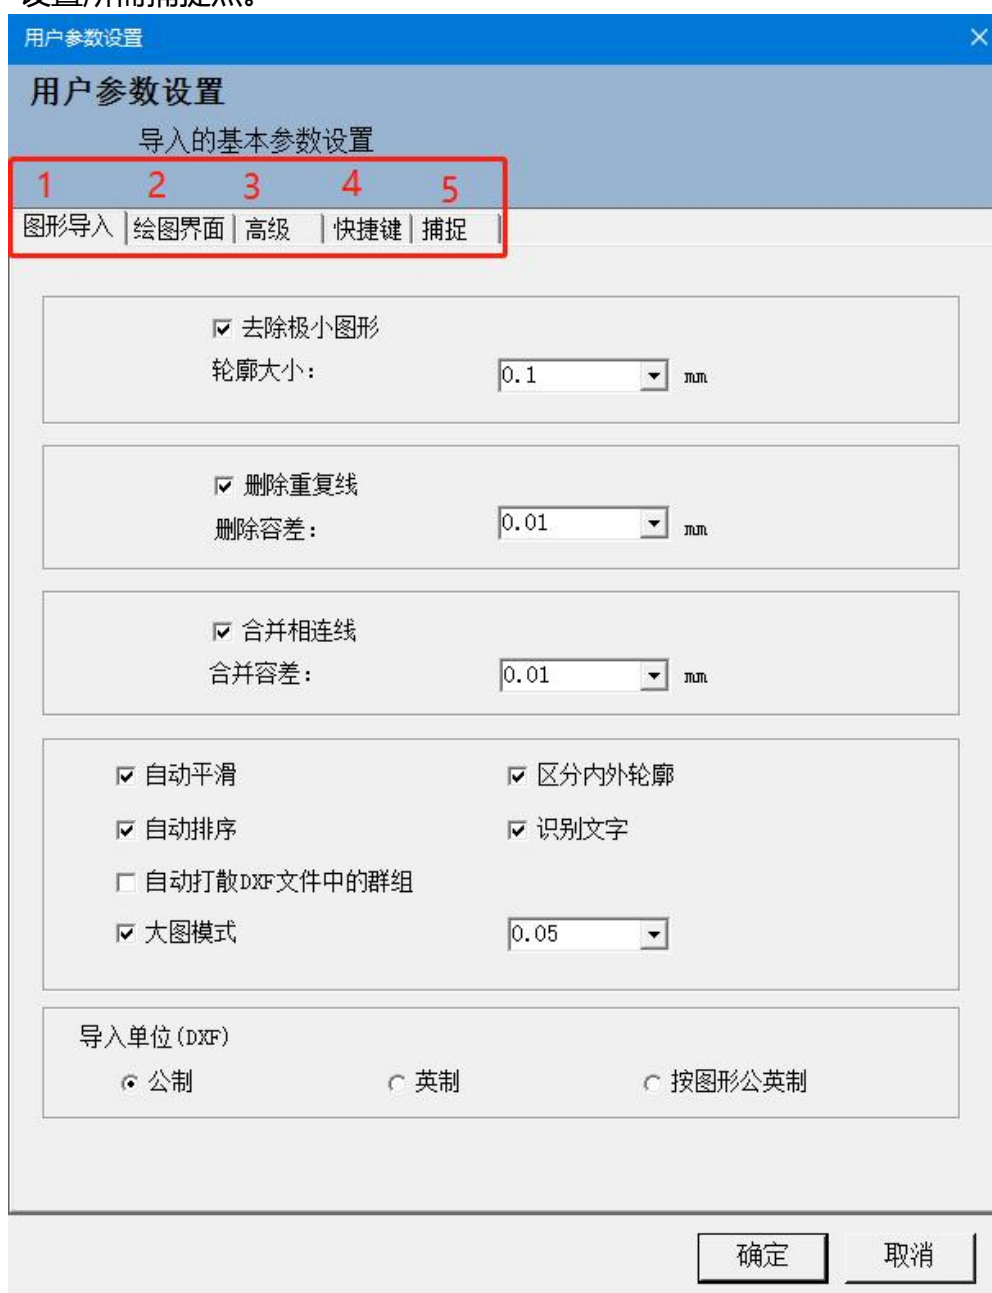 设置所需捕捉点。
用户参数设置
用户参数设置
导入的基本参数设置
1 2 3 4 5
图形导入 绘图界面 高级 快捷键 捕捉
去除极小图形
轮廓大小： 0.1 mm
删除重复线
删除容差： 0.01 mm
合并相连线
合并容差： 0.01 mm
自动平滑 区分内外轮廓
自动排序 识别文字
自动打散DXF文件中的群组
大图模式 0.05
导入单位(DXF)
公制 英制 按图形公英制
确定 取消